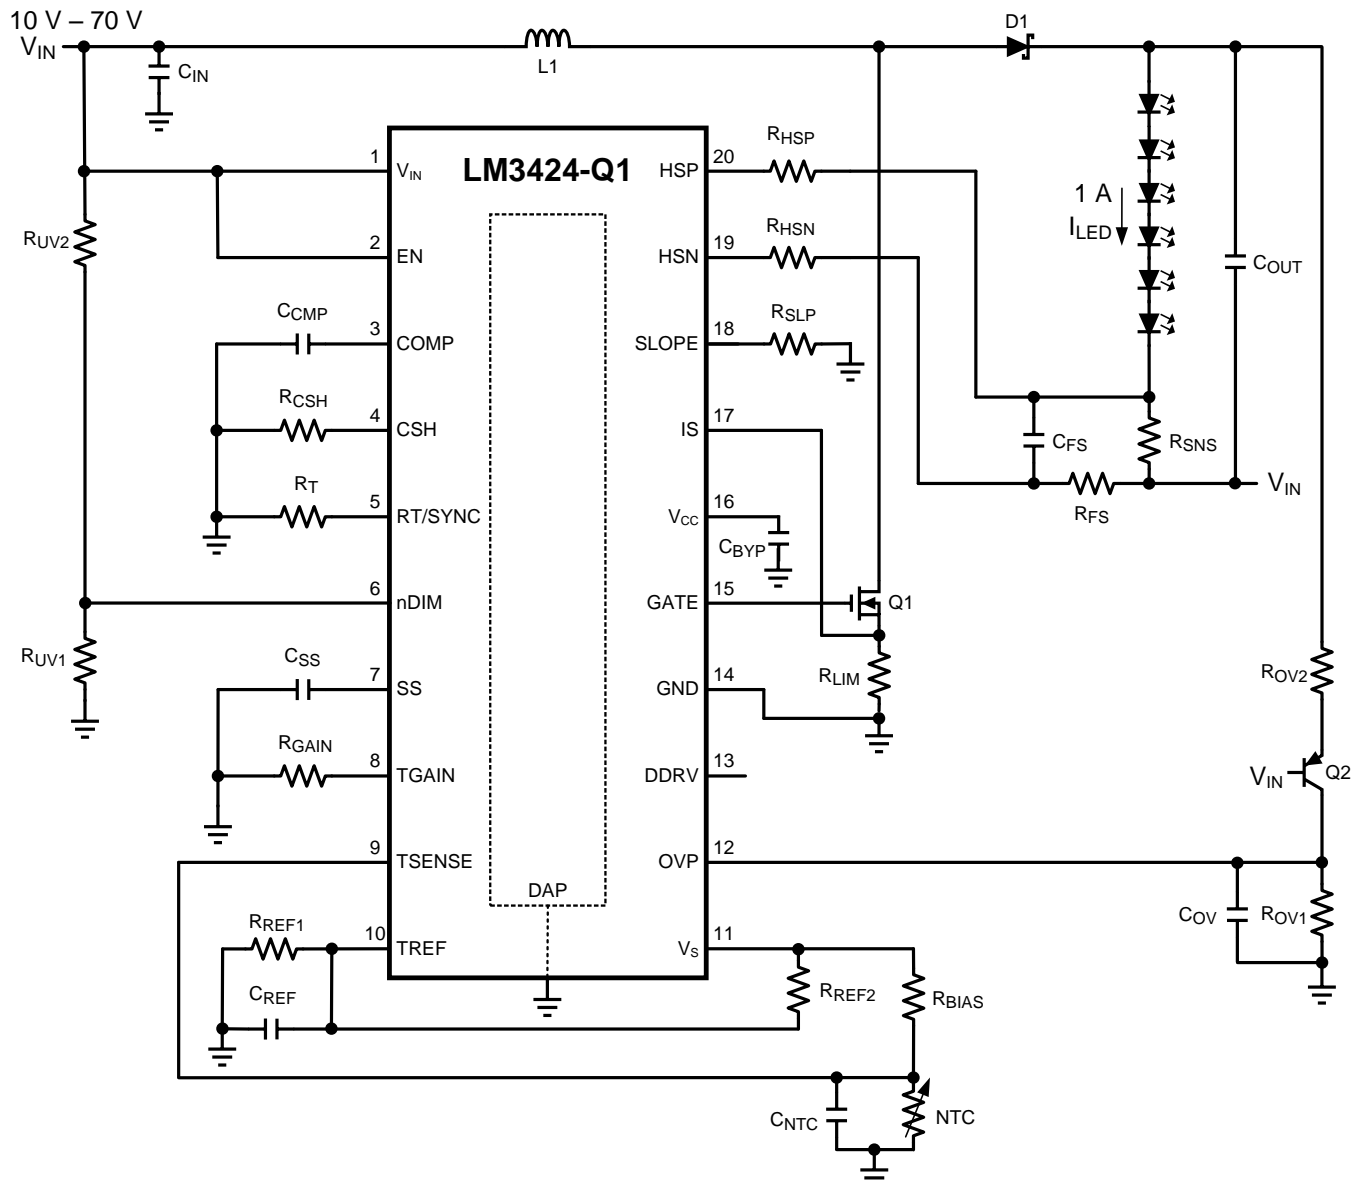 10 V – 70 V
VIN
CIN
L1
D1
LM3424-Q1
1 VIN
2 EN
3 COMP
4 CSH
5 RT/SYNC
6 nDIM
7 SS
8 TGAIN
9 TSENSE
10 TREF
20 HSP
19 HSN
18 SLOPE
17 IS
16 VCC
15 GATE
14 GND
13 DDRV
12 OVP
11 VS
DAP
RUV2
CCMP
RCSH
RT
RUV1
CSS
RGAIN
RREF1
CREF
RHSP
RHSN
RSLP
CBYP
Q1
RLIM
1 A
ILED
COUT
CFS
RSNS
RFS
VIN
ROV2
VIN
Q2
COV
ROV1
RREF2
RBIAS
CNTC
NTC